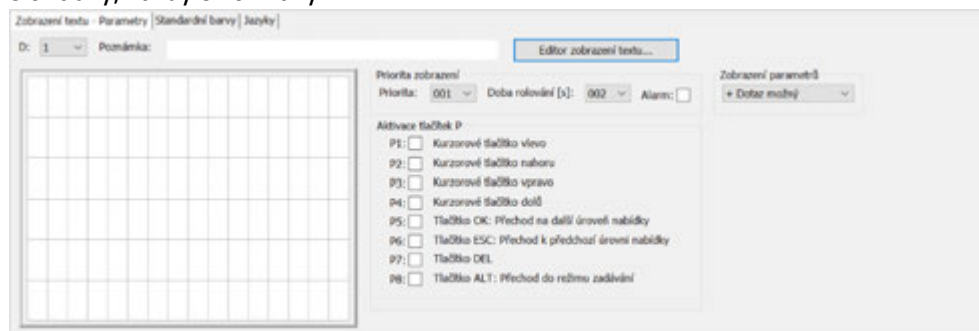 Zobrazení textu - Parametry Standardní barvy Jazyky
D: 1 Poznámka: Editor zobrazení textu...
Priorita zobrazení
Priorita: 001 Doba rolování [s]: 002 Alarm:
Zobrazení parametrů
+ Dotaz možný
Aktivace tlačítek P
P1: Kurzorové tlačítko vlevo
P2: Kurzorové tlačítko nahoru
P3: Kurzorové tlačítko vpravo
P4: Kurzorové tlačítko dolů
P5: Tlačítko OK: Přechod na další úroveň nabídky
P6: Tlačítko ESC: Přechod k předchozí úrovni nabídky
P7: Tlačítko DEL
P8: Tlačítko ALT: Přechod do režimu zadávání